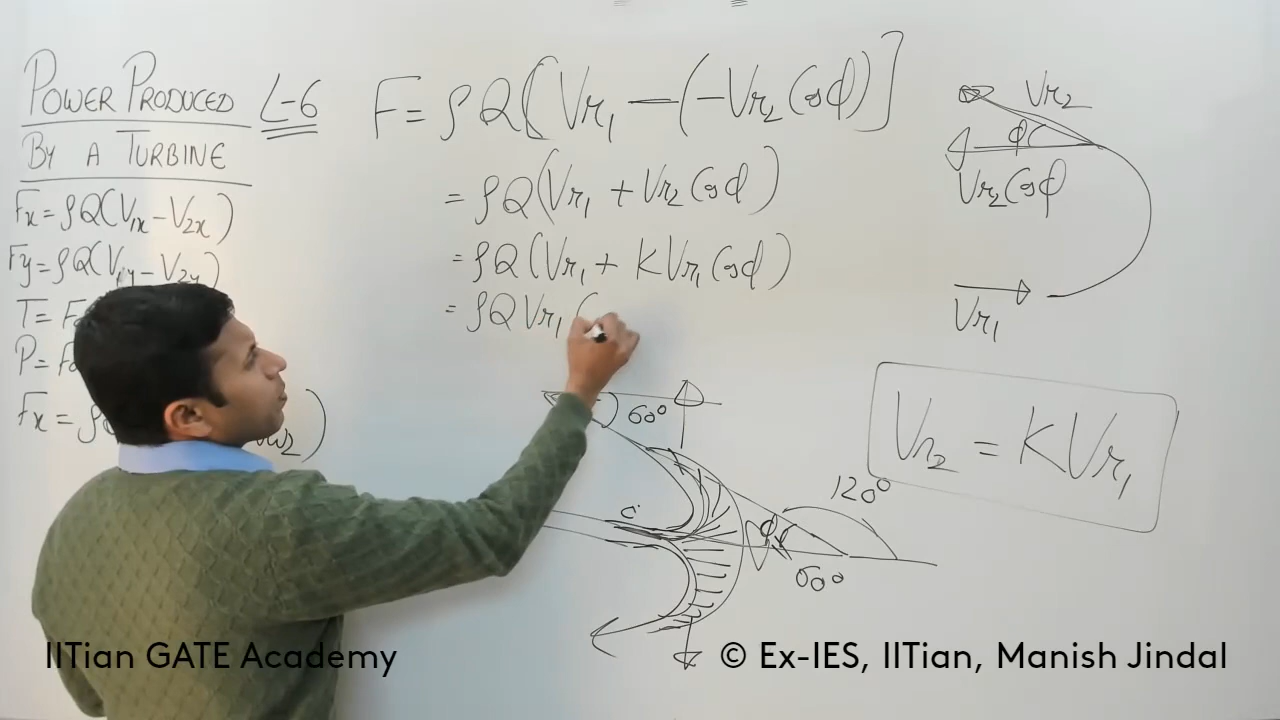 POWER PRODUCED L-6
BY A TURBINE
Fx = ρQ(V1x - V2x)
Fy = ρQ(V1y - V2y)
T =
P =
Fx = ρ
F = ρQ[Vr1 - (-Vr2 Cosϕ)]
= ρQ(Vr1 + Vr2 Cosϕ)
= ρQ(Vr1 + KVr1 Cosϕ)
= ρQVr1 (
Vr2
ϕ
Vr2 Cosϕ
Vr1
Vr2 = KVr1
60°
120°
ϕ
60°
IITian GATE Academy
© Ex-IES, IITian, Manish Jindal